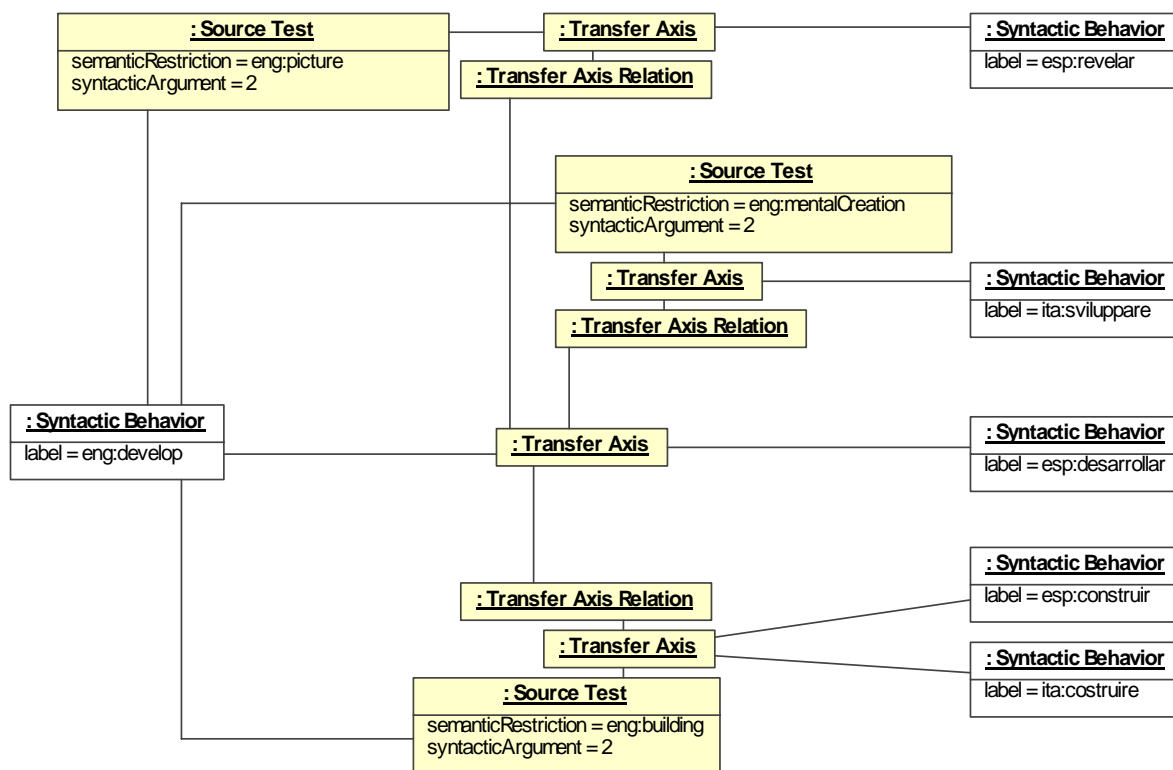 : Source Test
semanticRestriction = eng:picture
syntacticArgument = 2
: Transfer Axis
: Transfer Axis Relation
: Syntactic Behavior
label = esp:revelar
: Source Test
semanticRestriction = eng:mentalCreation
syntacticArgument = 2
: Transfer Axis
: Transfer Axis Relation
: Syntactic Behavior
label = ita:sviluppare
: Syntactic Behavior
label = eng:develop
: Transfer Axis
: Syntactic Behavior
label = esp:desarrollar
: Transfer Axis Relation
: Transfer Axis
: Syntactic Behavior
label = esp:construir
: Syntactic Behavior
label = ita:costruire
: Source Test
semanticRestriction = eng:building
syntacticArgument = 2